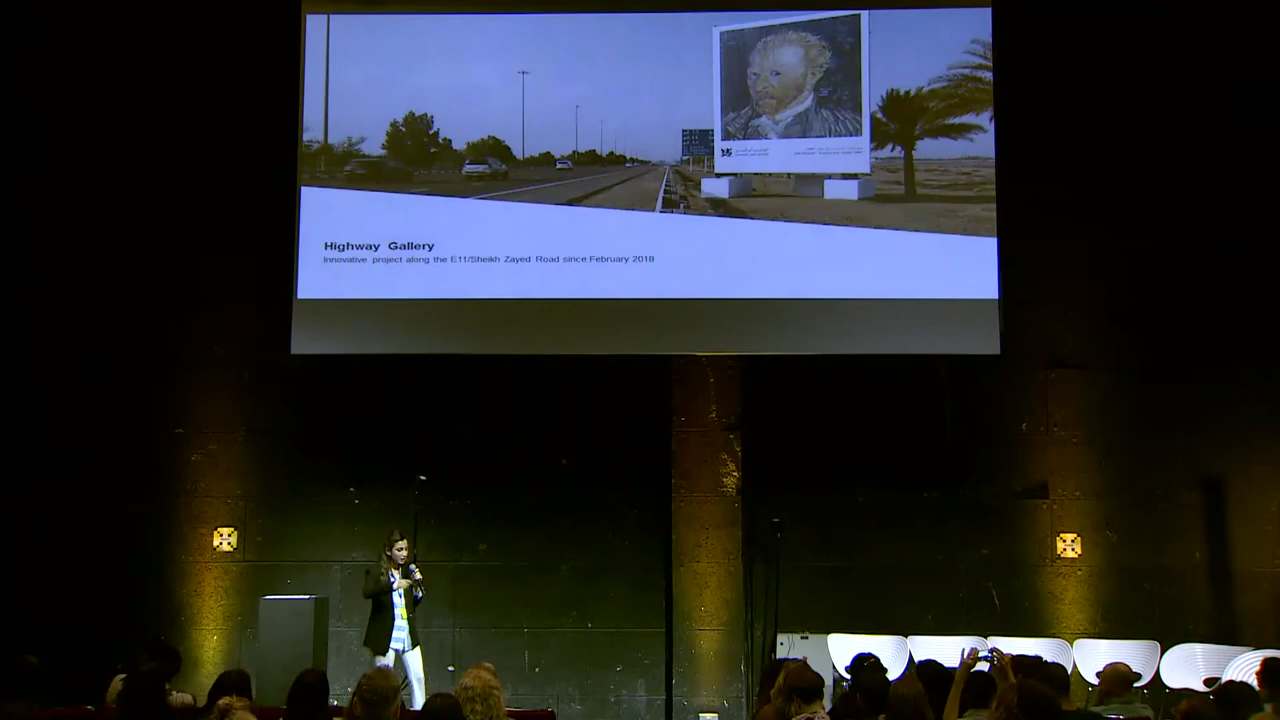 Highway Gallery
Innovative project along the E11/Sheikh Zayed Road since February 2018